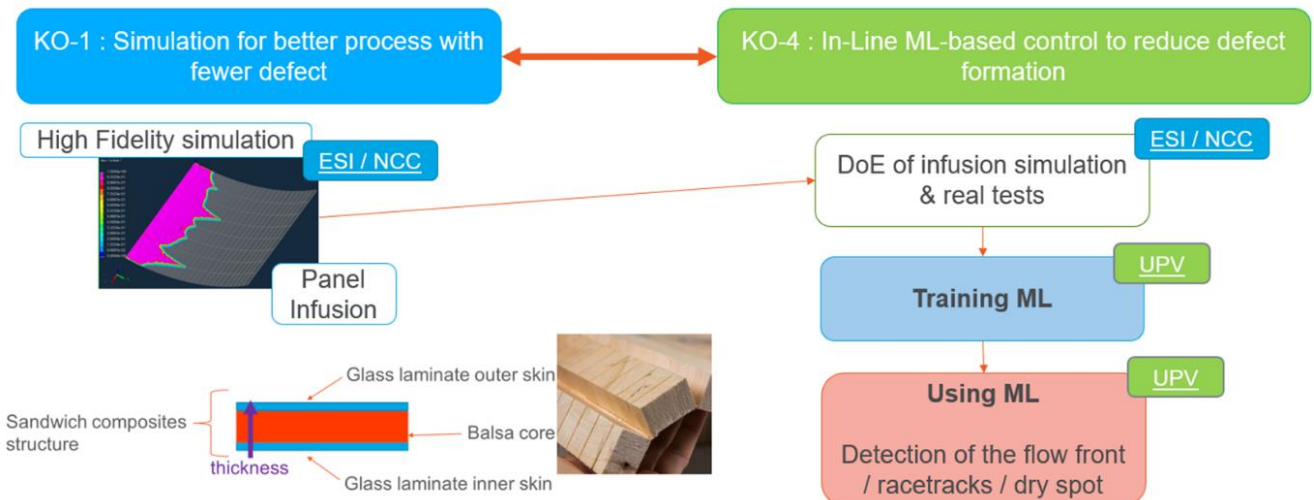 KO-1 : Simulation for better process with
fewer defect
KO-4 : In-Line ML-based control to reduce defect
formation
High Fidelity simulation
ESI / NCC
Panel
Infusion
ESI / NCC
DoE of infusion simulation
& real tests
UPV
Training ML
UPV
Using ML
Detection of the flow front
/ racetracks / dry spot
Glass laminate outer skin
Sandwich composites
structure
Balsa core
thickness
Glass laminate inner skin